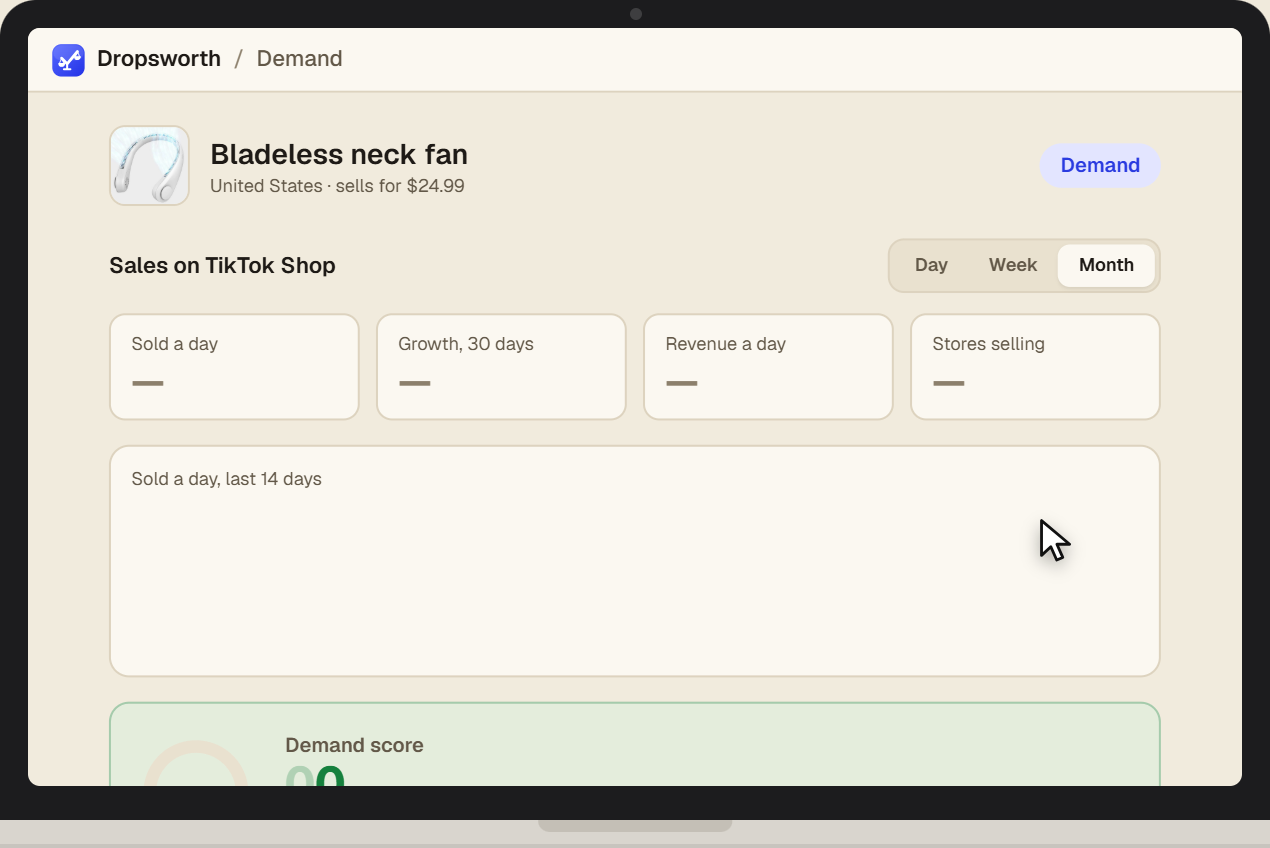 Dropsworth / Demand
Bladeless neck fan
United States · sells for $24.99
Demand
Sales on TikTok Shop
Day Week Month
Sold a day
—
Growth, 30 days
—
Revenue a day
—
Stores selling
—
Sold a day, last 14 days
Demand score
00